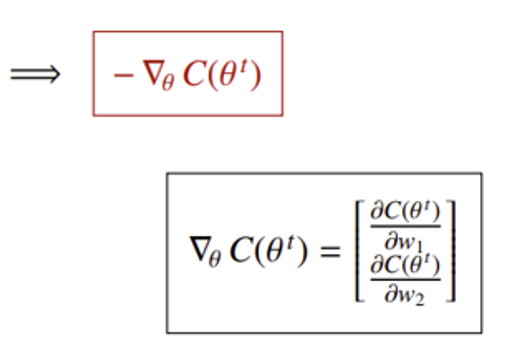 ⟹ − ∇_θ C(θ^t)
∇_θ C(θ^t) = [ ∂C(θ^t)/∂w_1
∂C(θ^t)/∂w_2 ]